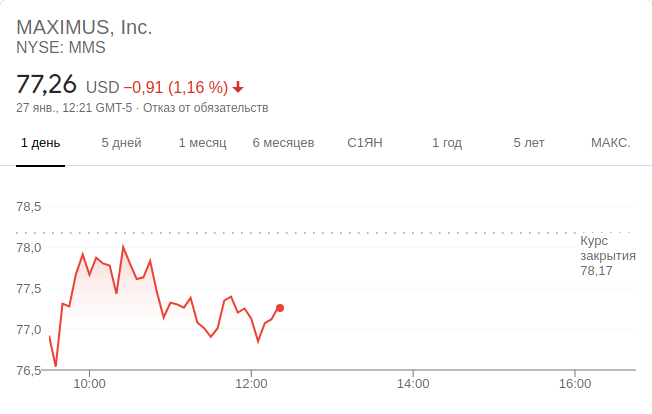 MAXIMUS, Inc.
NYSE: MMS
77,26 USD −0,91 (1,16 %)
27 янв., 12:21 GMT-5 · Отказ от обязательств
1 день 5 дней 1 месяц 6 месяцев С1ЯН 1 год 5 лет МАКС.
78,5
78,0
77,5
77,0
76,5
Курс
закрытия
78,17
10:00 12:00 14:00 16:00